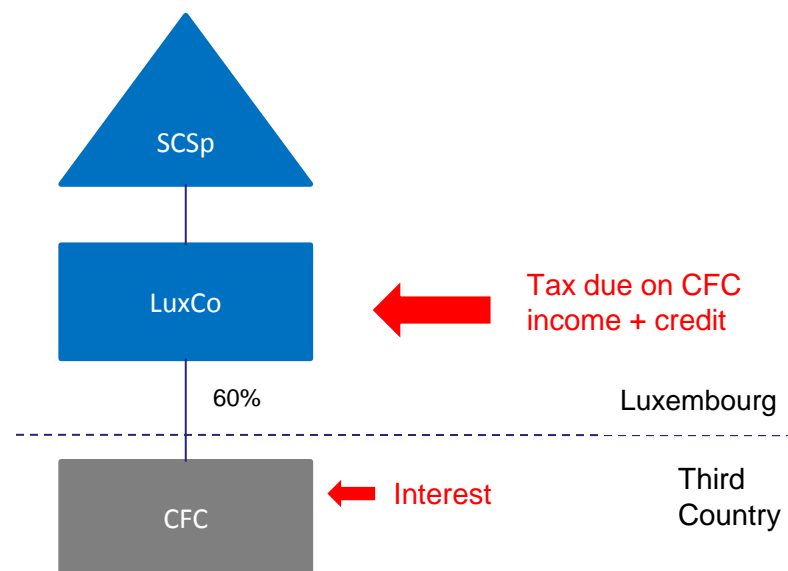 SCSp
LuxCo
Tax due on CFC
income + credit
60%
Luxembourg
Interest
Third
Country
CFC